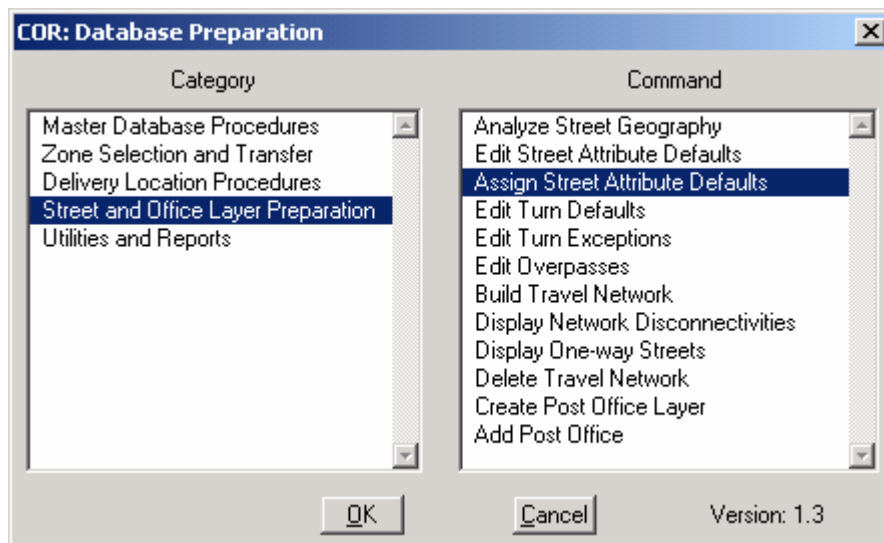 COR: Database Preparation
Category
Master Database Procedures
Zone Selection and Transfer
Delivery Location Procedures
Street and Office Layer Preparation
Utilities and Reports
Command
Analyze Street Geography
Edit Street Attribute Defaults
Assign Street Attribute Defaults
Edit Turn Defaults
Edit Turn Exceptions
Edit Overpasses
Build Travel Network
Display Network Disconnectivities
Display One-way Streets
Delete Travel Network
Create Post Office Layer
Add Post Office
OK
Cancel
Version: 1.3